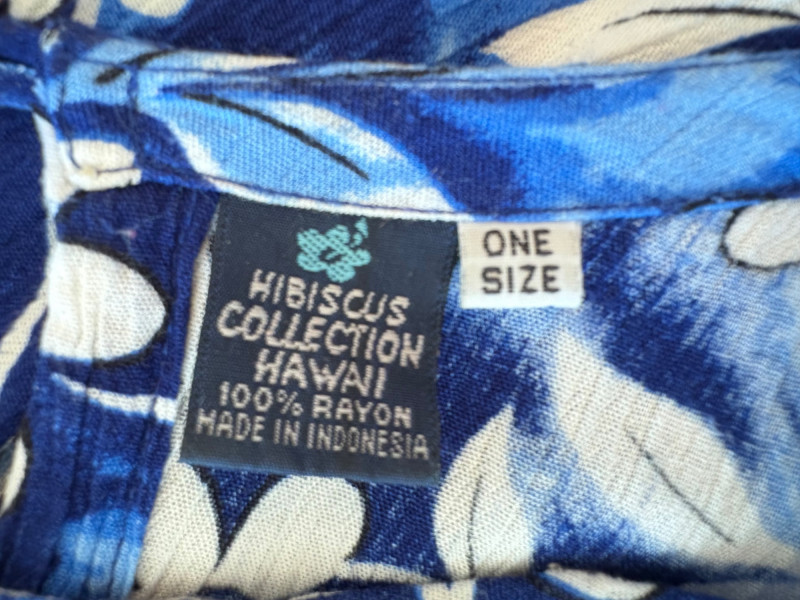 HIBISCUS
COLLECTION
HAWAII
100% RAYON
MADE IN INDONESIA
ONE
SIZE